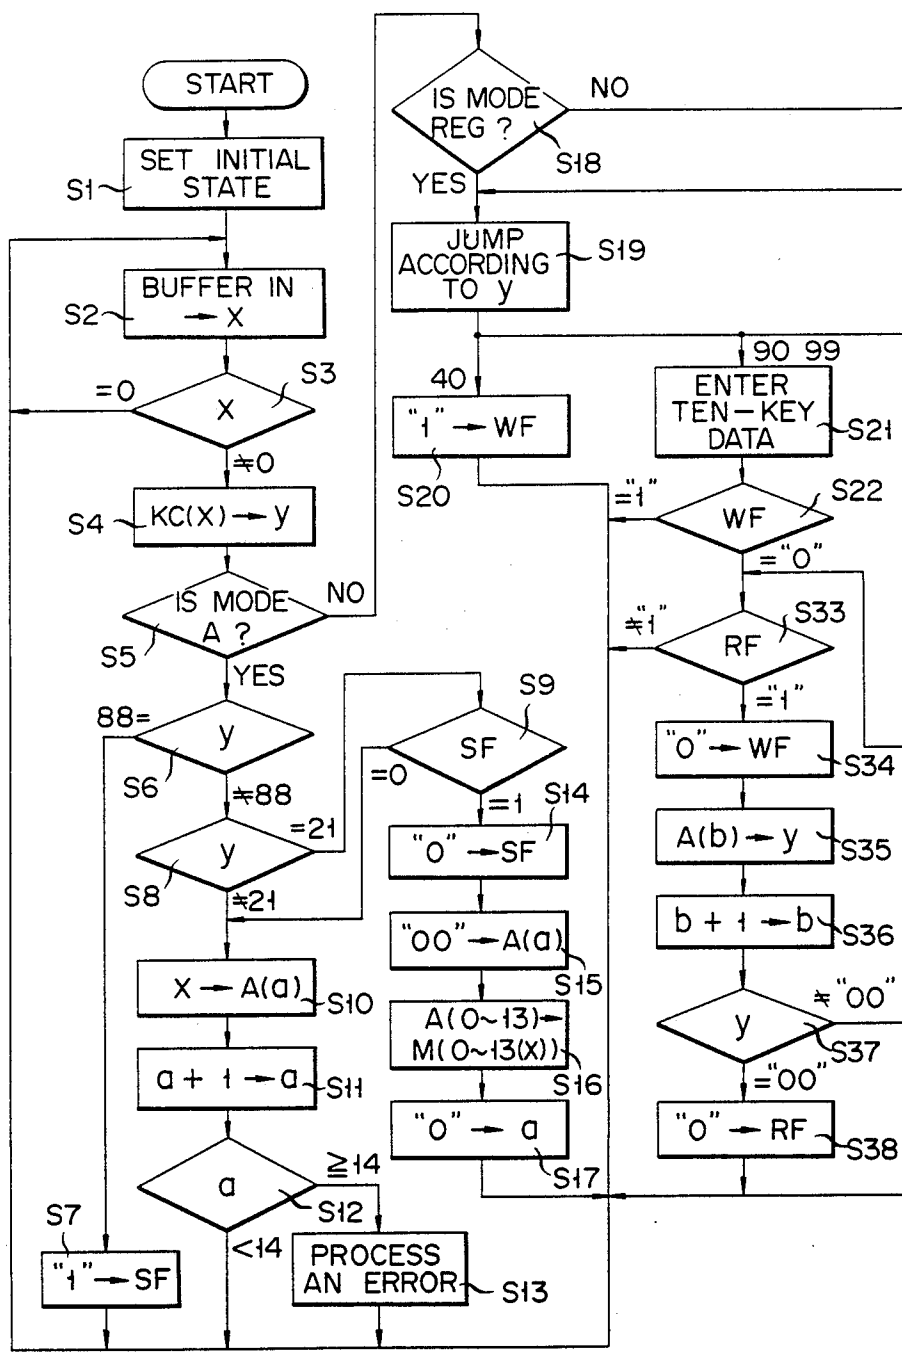 START
SET INITIAL
STATE
S1
BUFFER IN
→ X
S2
S3
=0
X
≠0
S4
KC(X) → y
IS MODE
A ?
NO
S5
YES
88=
y
S6
≠88
y
=21
S8
≠21
X → A(a)
S10
a + 1 → a
S11
a
≧14
S12
<14
S7
"1" → SF
PROCESS
AN ERROR
S13
IS MODE
REG ?
NO
S18
YES
JUMP
ACCORDING
TO y
S19
40
"1" → WF
S20
S9
SF
=0
=1
S14
"0" → SF
"00" → A(a)
S15
A(0~13) →
M(0~13(x))
S16
"0" → a
S17
90 99
ENTER
TEN-KEY
DATA
S21
="1"
WF
S22
="0"
≠"1"
RF
S33
="1"
"0" → WF
S34
A(b) → y
S35
b + 1 → b
S36
y
≠"00"
S37
="00"
"0" → RF
S38